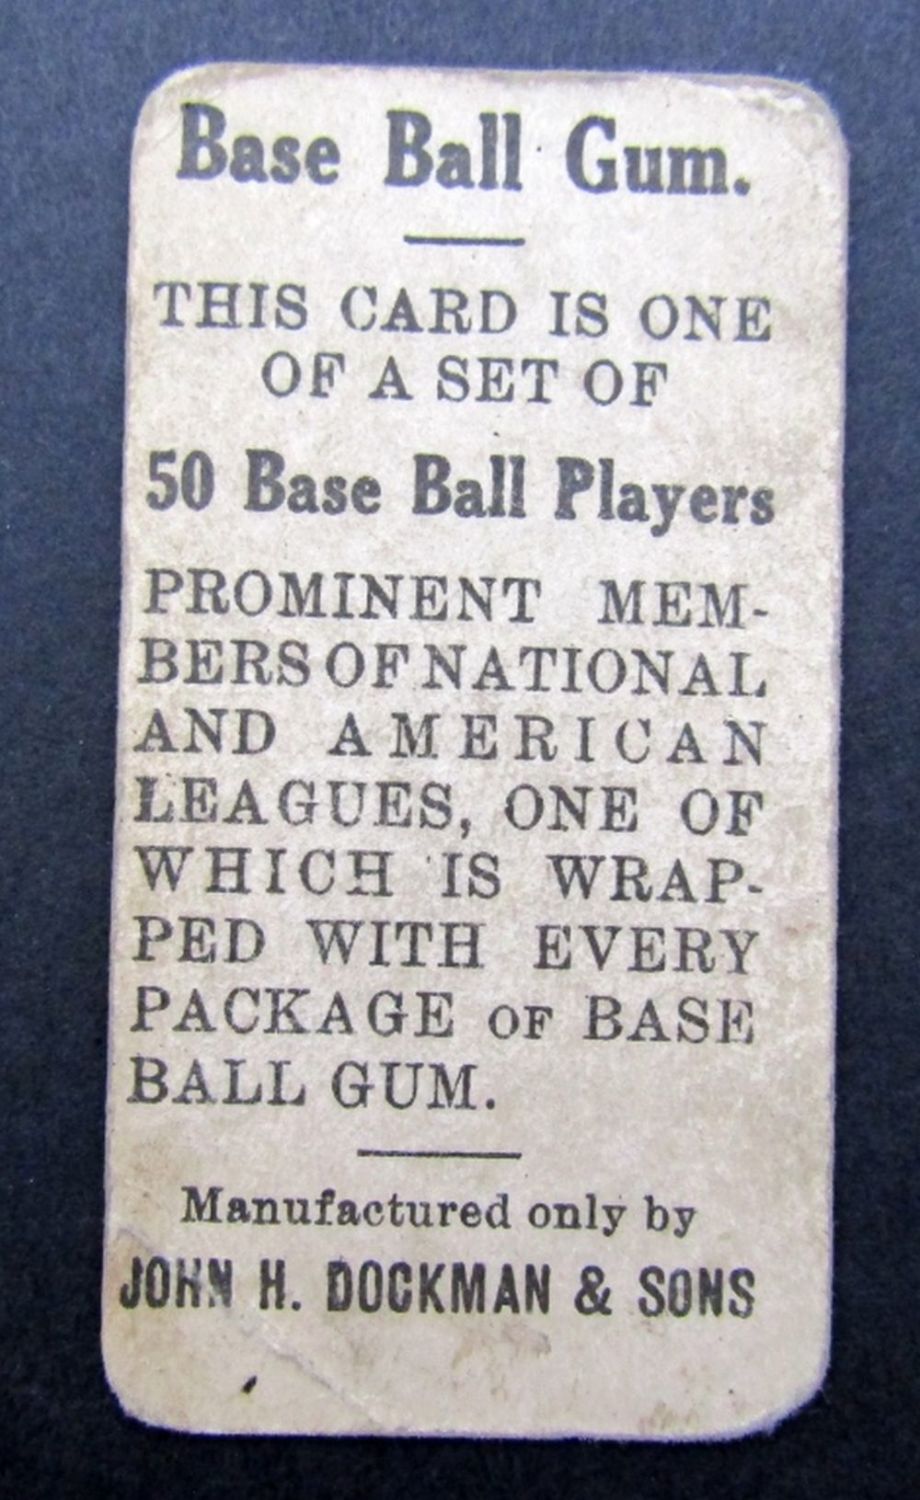 Base Ball Gum.
THIS CARD IS ONE
OF A SET OF
50 Base Ball Players
PROMINENT MEM-
BERS OF NATIONAL
AND AMERICAN
LEAGUES, ONE OF
WHICH IS WRAP-
PED WITH EVERY
PACKAGE OF BASE
BALL GUM.
Manufactured only by
JOHN H. DOCKMAN & SONS